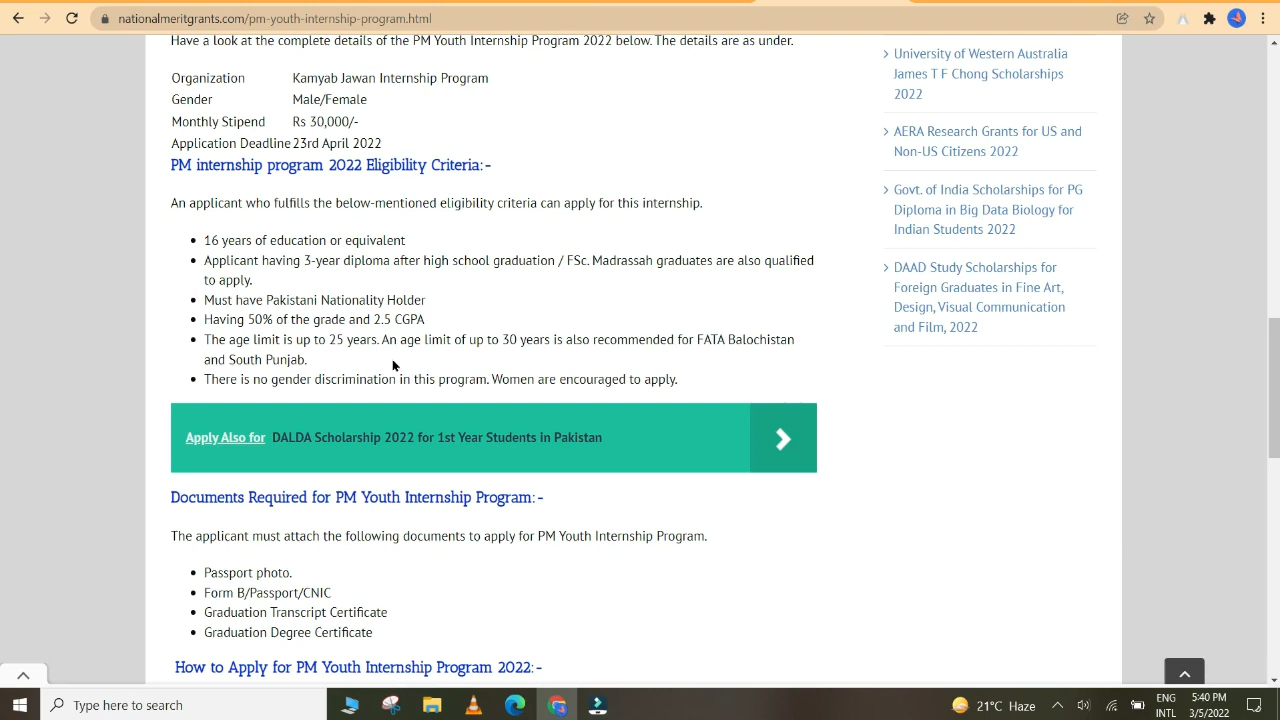 nationalmeritgrants.com/pm-youth-internship-program.html
Have a look at the complete details of the PM Youth Internship Program 2022 below. The details are as under.
Organization Kamyab Jawan Internship Program
Gender Male/Female
Monthly Stipend Rs 30,000/-
Application Deadline 23rd April 2022
PM internship program 2022 Eligibility Criteria:-
An applicant who fulfills the below-mentioned eligibility criteria can apply for this internship.
16 years of education or equivalent
Applicant having 3-year diploma after high school graduation / FSc. Madrassah graduates are also qualified
to apply.
Must have Pakistani Nationality Holder
Having 50% of the grade and 2.5 CGPA
The age limit is up to 25 years. An age limit of up to 30 years is also recommended for FATA Balochistan
and South Punjab.
There is no gender discrimination in this program. Women are encouraged to apply.
Apply Also for DALDA Scholarship 2022 for 1st Year Students in Pakistan
Documents Required for PM Youth Internship Program:-
The applicant must attach the following documents to apply for PM Youth Internship Program.
Passport photo.
Form B/Passport/CNIC
Graduation Transcript Certificate
Graduation Degree Certificate
How to Apply for PM Youth Internship Program 2022:-
University of Western Australia
James T F Chong Scholarships
2022
AERA Research Grants for US and
Non-US Citizens 2022
Govt. of India Scholarships for PG
Diploma in Big Data Biology for
Indian Students 2022
DAAD Study Scholarships for
Foreign Graduates in Fine Art,
Design, Visual Communication
and Film, 2022
Type here to search
21°C Haze
ENG
INTL
5:40 PM
3/5/2022